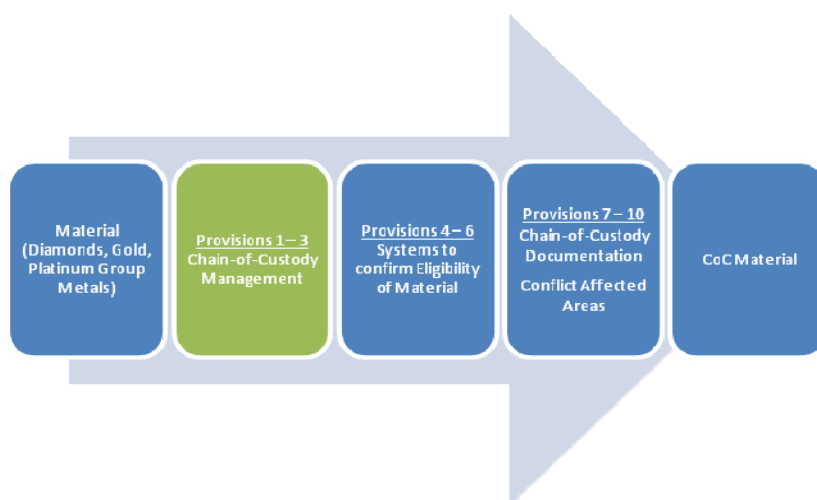 Material
(Diamonds, Gold,
Platinum Group
Metals)
Provisions 1 – 3
Chain-of-Custody
Management
Provisions 4 – 6
Systems to
confirm Eligibility
of Material
Provisions 7 – 10
Chain-of-Custody
Documentation
Conflict Affected
Areas
CoC Material